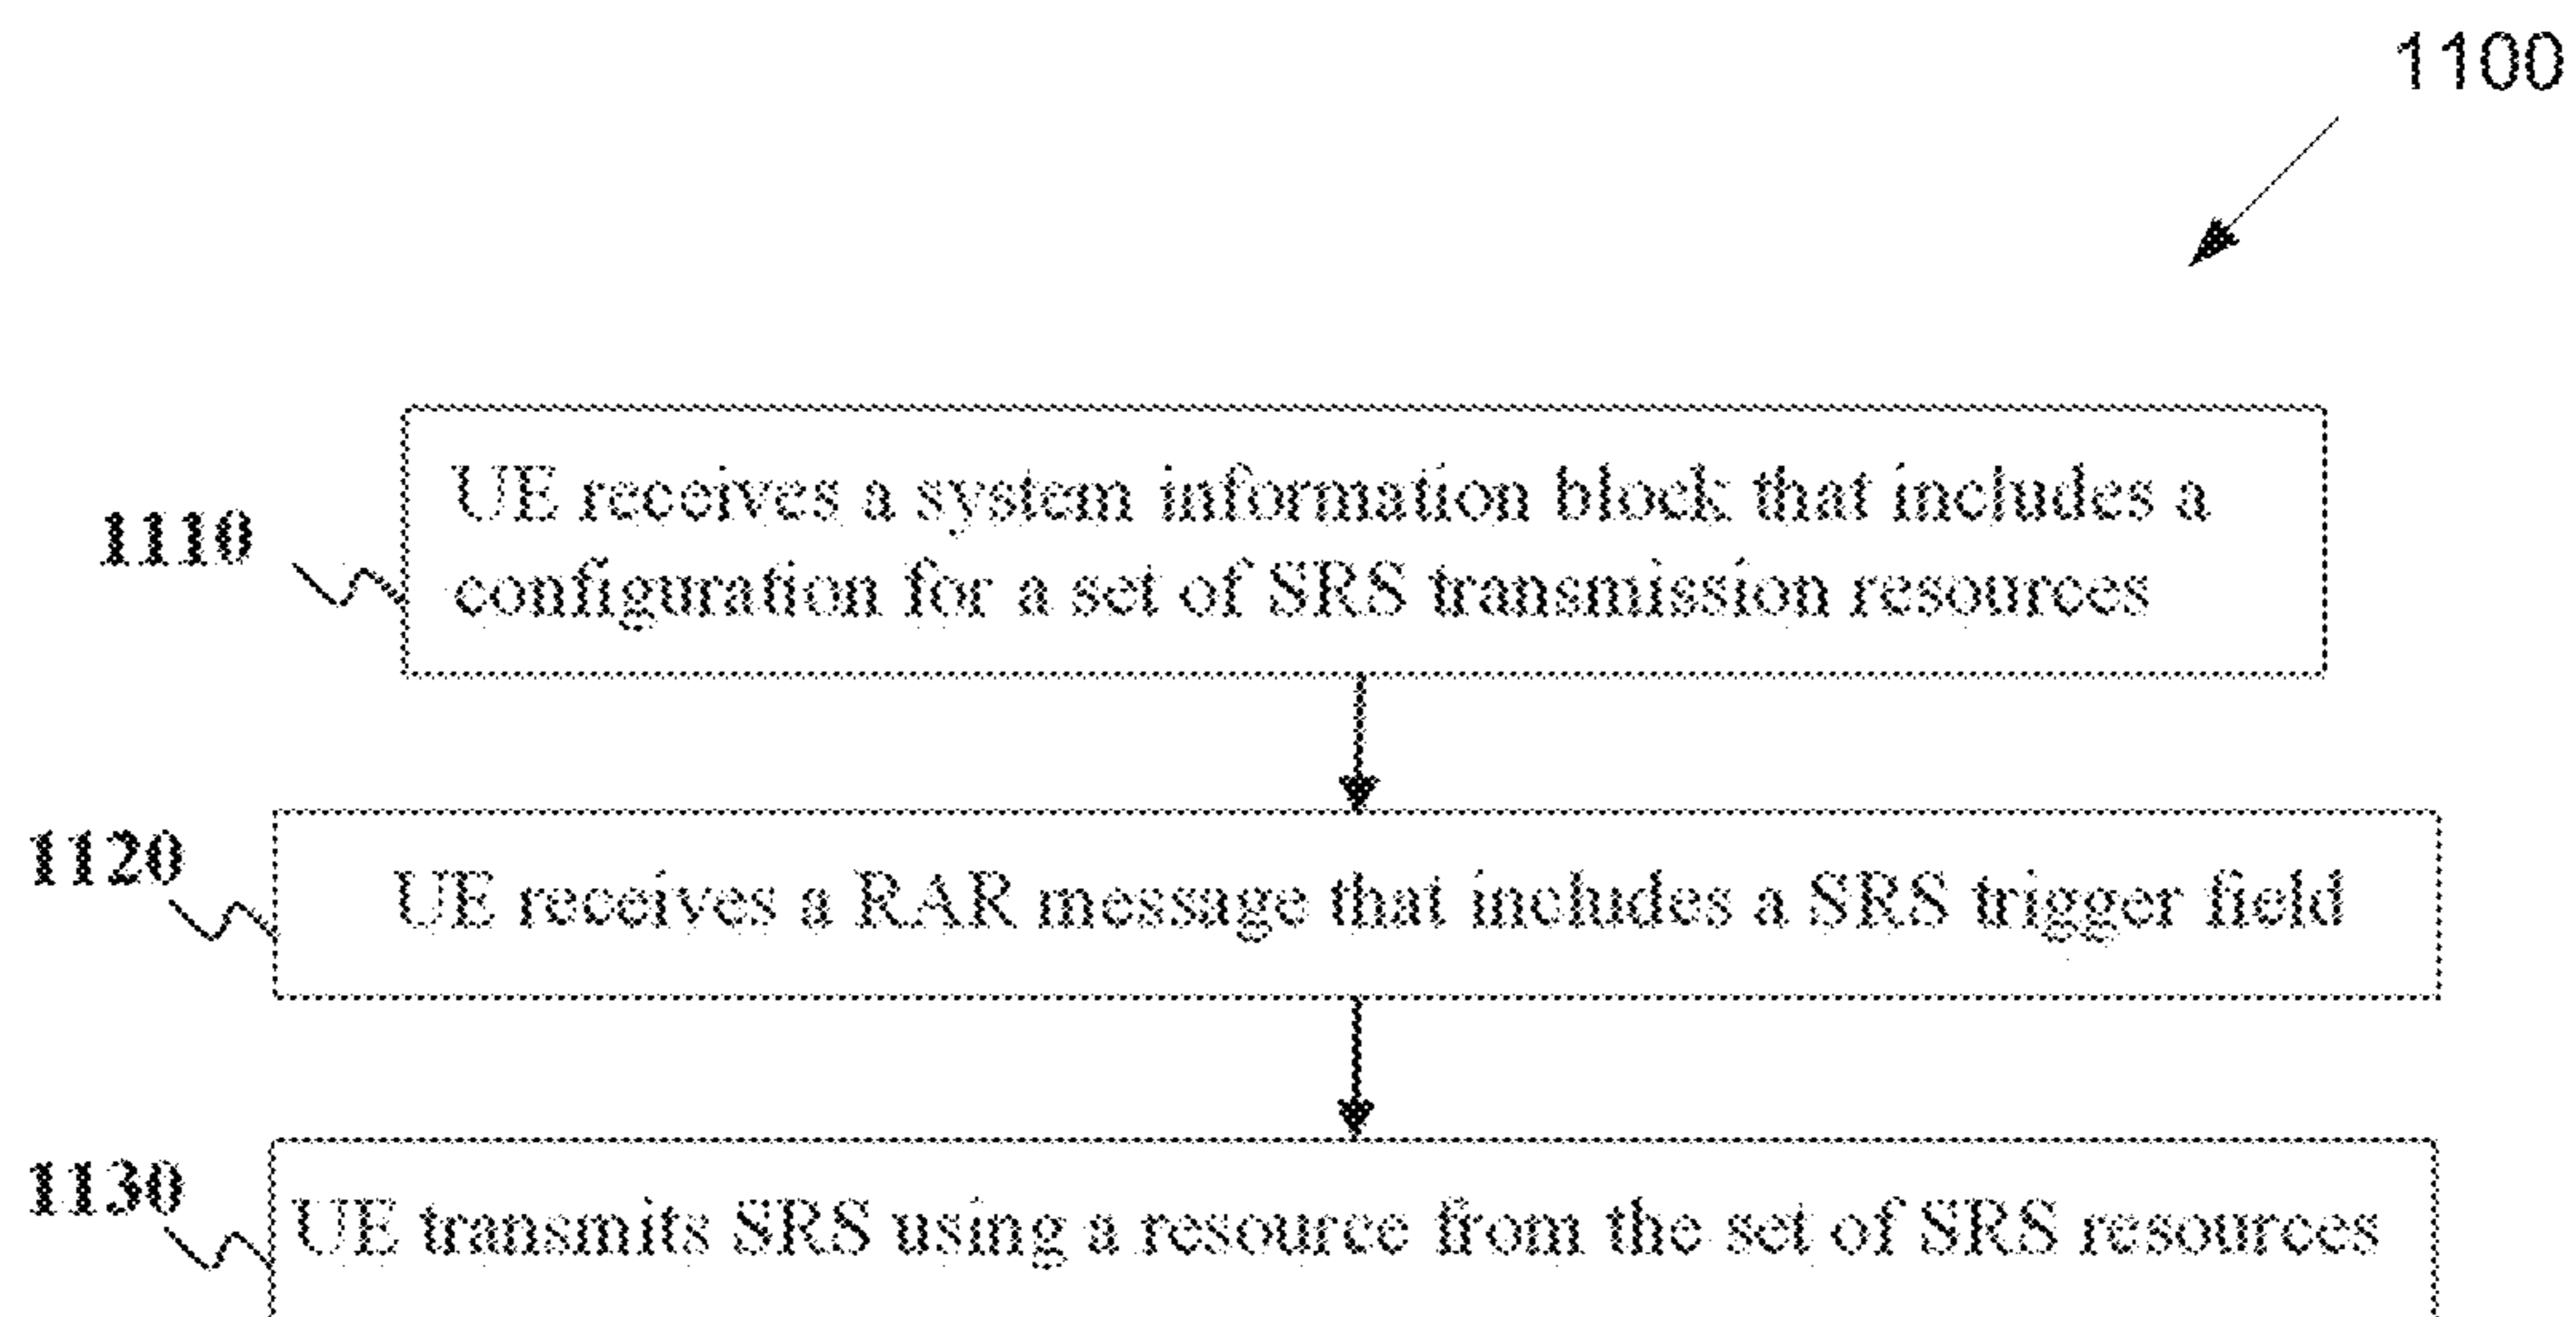 1100
1110
UE receives a system information block that includes a
configuration for a set of SRS transmission resources
1120
UE receives a RAR message that includes a SRS trigger field
1130
UE transmits SRS using a resource from the set of SRS resources